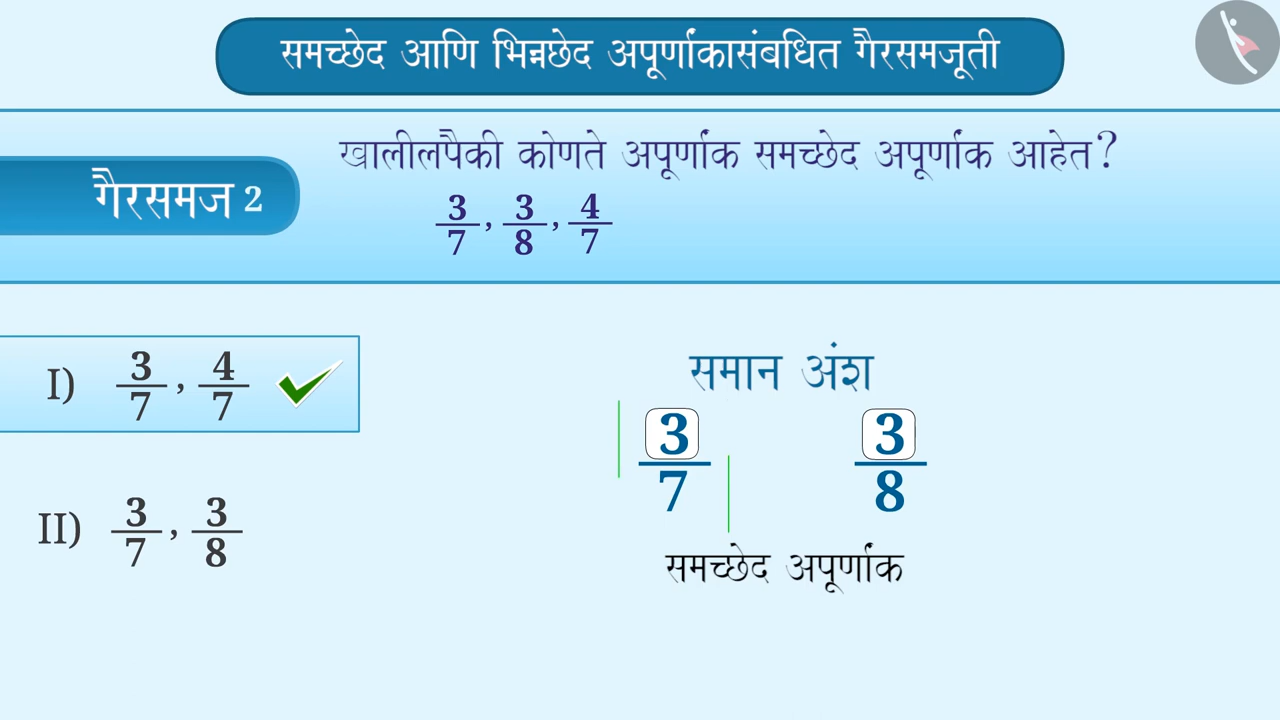 समच्छेद आणि भिन्नछेद अपूर्णांकासंबधित गैरसमजूती
खालीलपैकी कोणते अपूर्णांक समच्छेद अपूर्णांक आहेत?
गैरसमज 2
3/7, 3/8, 4/7
I) 3/7, 4/7
समान अंश
3/7 3/8
II) 3/7, 3/8
समच्छेद अपूर्णांक